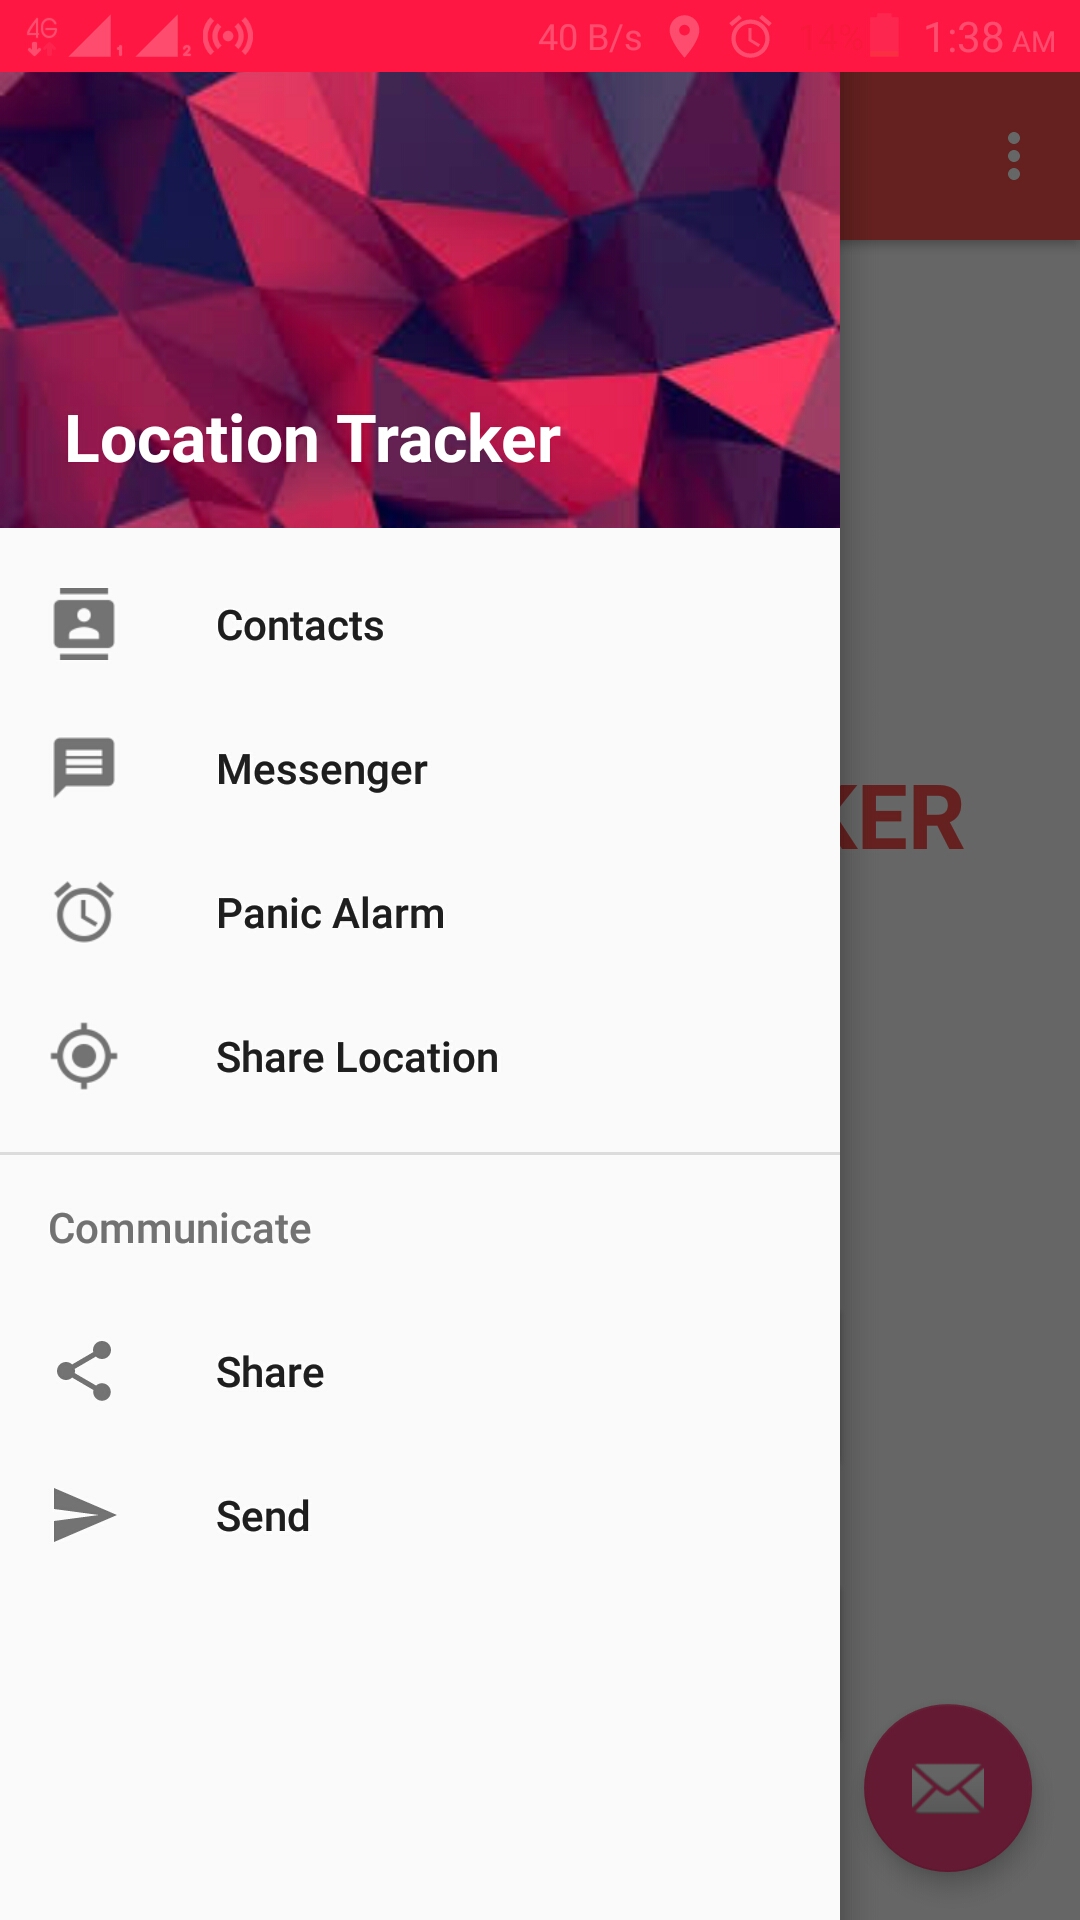 4G 1 2 40 B/s 1:38 AM
Location Tracker
Contacts
Messenger
KER
Panic Alarm
Share Location
Communicate
Share
Send